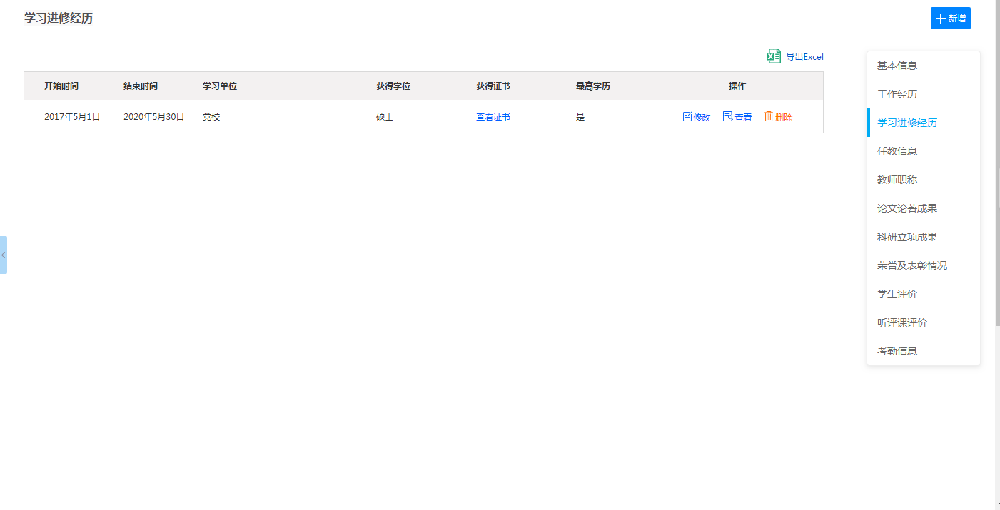 学习进修经历
新增
导出Excel
开始时间 结束时间 学习单位 获得学位 获得证书 最高学历 操作
2017年5月1日 2020年5月30日 党校 硕士 查看证书 是 修改 查看 删除
基本信息
工作经历
学习进修经历
任教信息
教师职称
论文论著成果
科研立项成果
荣誉及表彰情况
学生评价
听评课评价
考勤信息